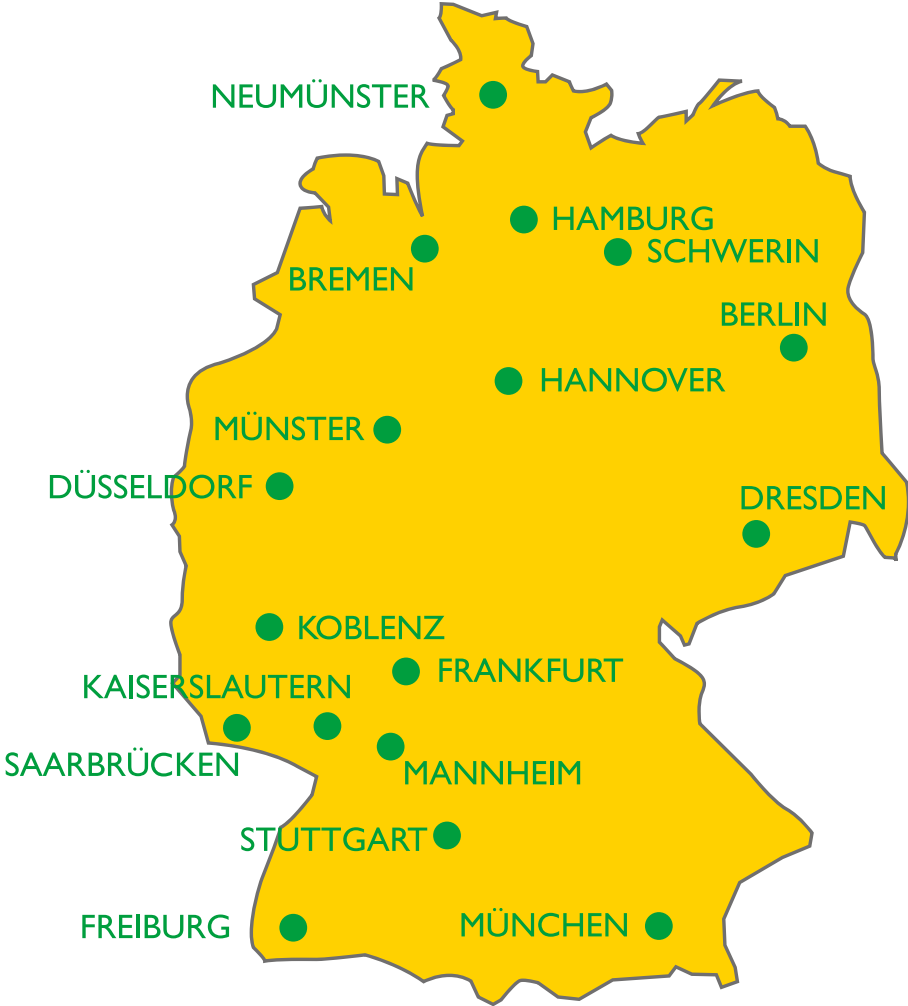 NEUMÜNSTER
HAMBURG
SCHWERIN
BREMEN
BERLIN
HANNOVER
MÜNSTER
DÜSSELDORF
DRESDEN
KOBLENZ
FRANKFURT
KAISERSLAUTERN
SAARBRÜCKEN
MANNHEIM
STUTTGART
FREIBURG
MÜNCHEN